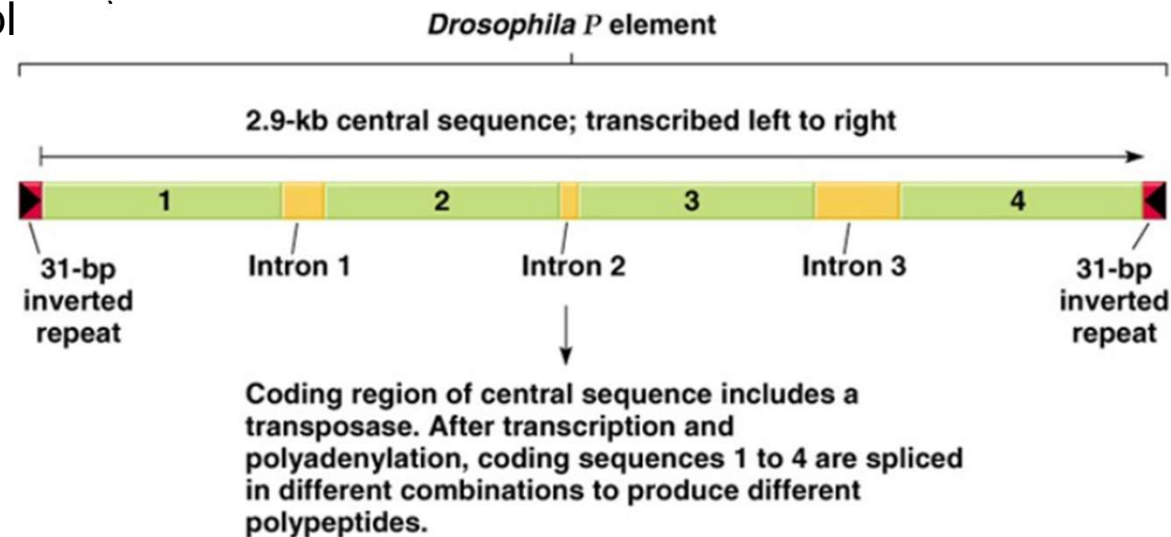 ol
Drosophila P element
2.9-kb central sequence; transcribed left to right
1 2 3 4
31-bp
inverted
repeat
Intron 1
Intron 2
Intron 3
31-bp
inverted
repeat
Coding region of central sequence includes a
transposase. After transcription and
polyadenylation, coding sequences 1 to 4 are spliced
in different combinations to produce different
polypeptides.